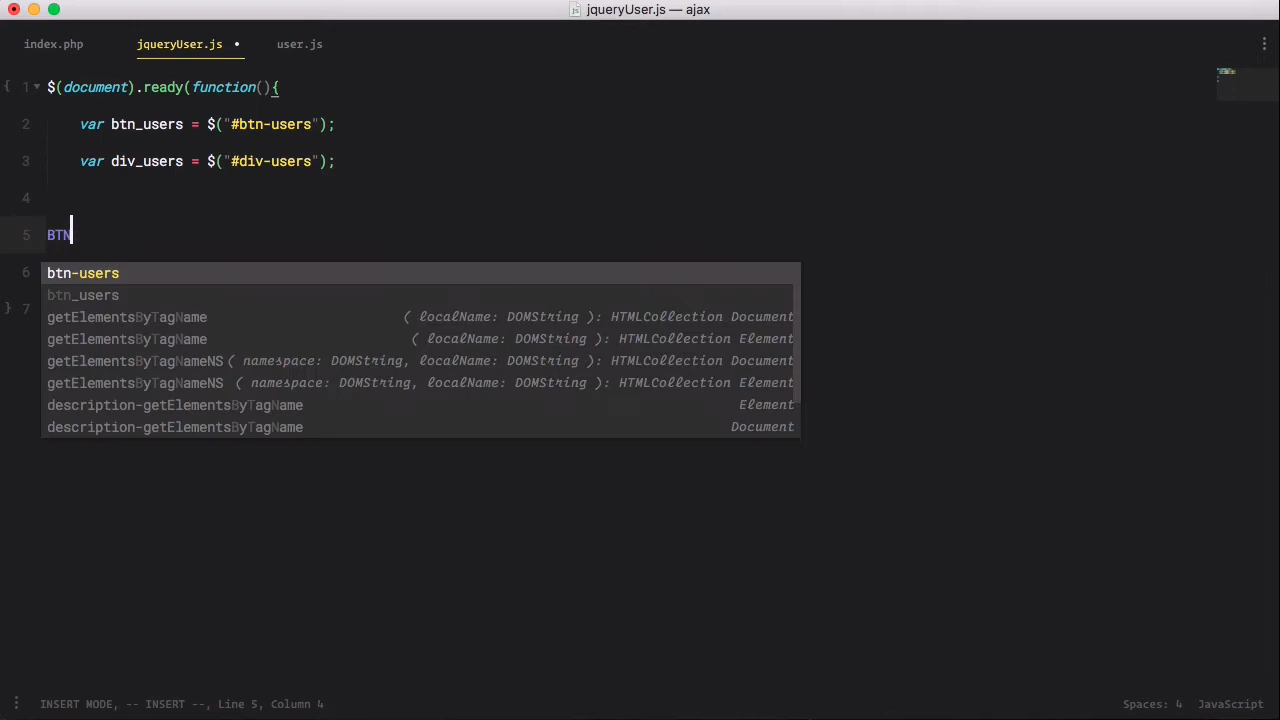 jqueryUser.js — ajax
index.php jqueryUser.js • user.js
{ 1 $(document).ready(function(){
2 var btn_users = $("#btn-users");
3 var div_users = $("#div-users");
4
5 BTN
6 btn-users
btn_users
getElementsByTagName ( localName: DOMString ): HTMLCollection Document
} 7
getElementsByTagName ( localName: DOMString ): HTMLCollection Element
getElementsByTagNameNS ( namespace: DOMString, localName: DOMString ): HTMLCollection Document
getElementsByTagNameNS ( namespace: DOMString, localName: DOMString ): HTMLCollection Element
description-getElementsByTagName Element
description-getElementsByTagName Document
INSERT MODE, -- INSERT --, Line 5, Column 4 Spaces: 4 JavaScript